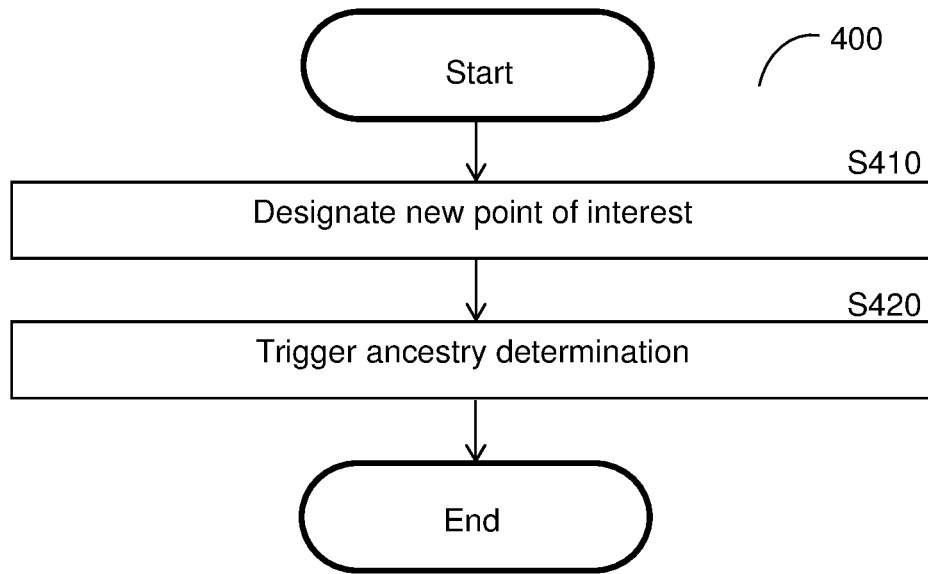 Start
400
S410
Designate new point of interest
S420
Trigger ancestry determination
End